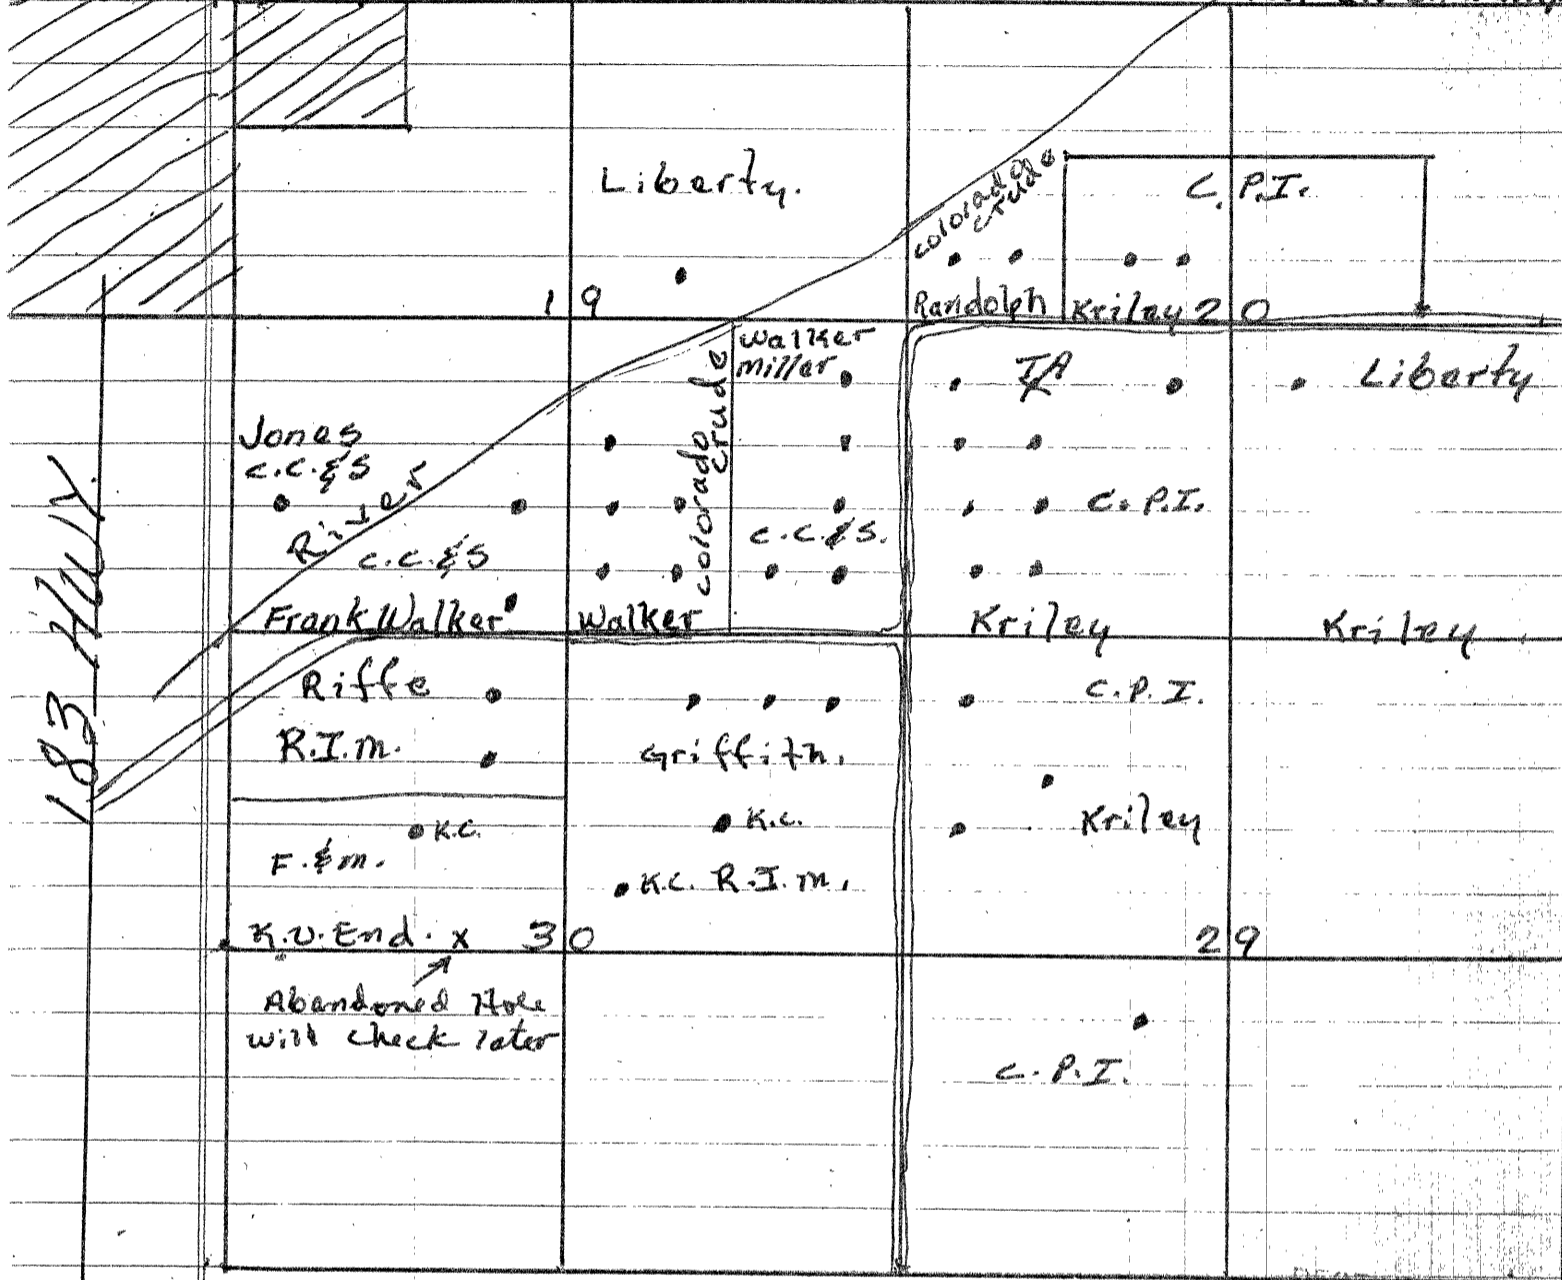 Liberty.
colorado
crude
C. P.I.
19
Randolph
Kriley 20
Walker
Miller
TA
Liberty
Jones
c.c.&s
River
colorado
crude
C. P.I.
c.c.&s.
c.c.&s
Frank Walker
Walker
Kriley
Kriley
183 HWY.
Riffe
C.P.I.
R.I.M.
Griffith.
K.C.
K.C.
Kriley
F.&M.
K.C. R.I.M.
K.U. End. x
30
29
Abandoned Hole
will check later
C.P.I.